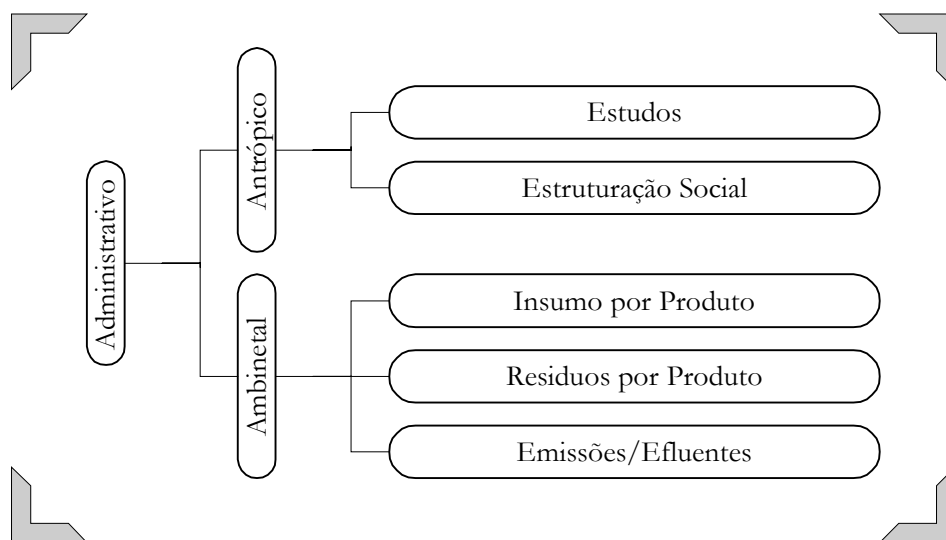 Administrativo
Antrópico
Estudos
Estruturação Social
Ambinetal
Insumo por Produto
Residuos por Produto
Emissões/Efluentes